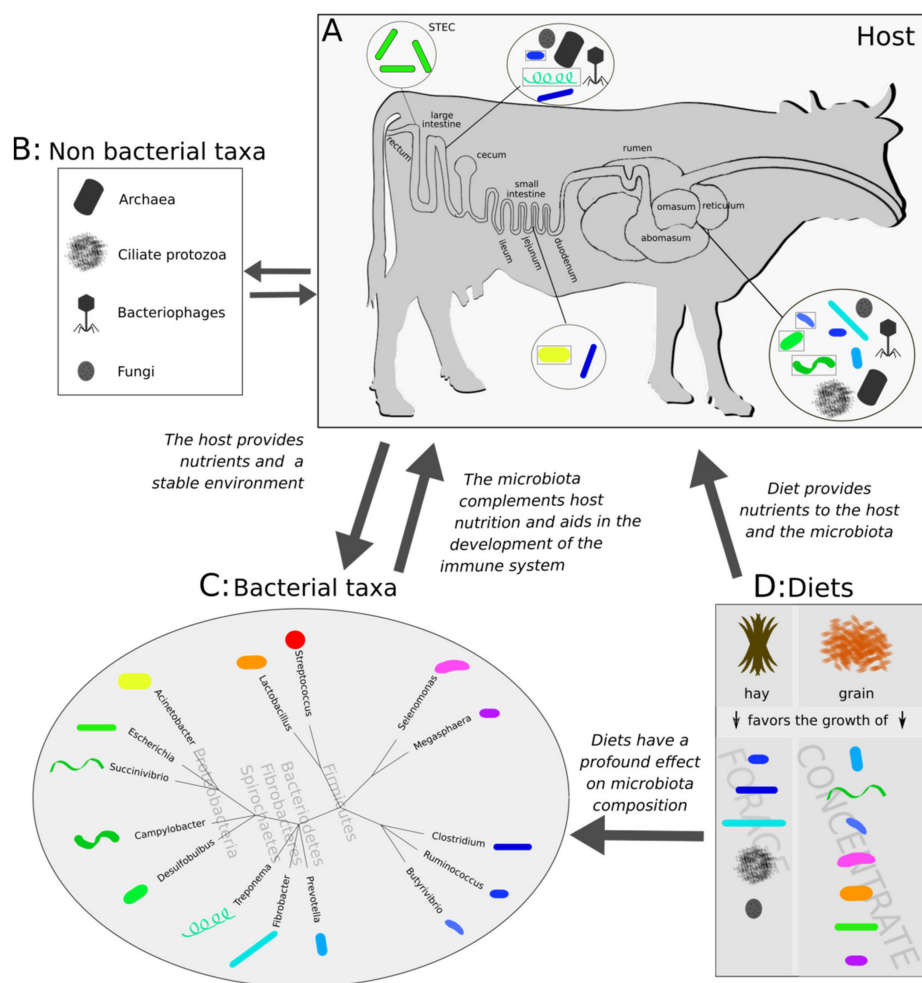 A
Host
STEC
large
intestine
rectum
cecum
small
intestine
rumen
omasum
reticulum
abomasum
ileum
jejunum
duodenum
B: Non bacterial taxa
Archaea
Ciliate protozoa
Bacteriophages
Fungi
The host provides
nutrients and a
stable environment
The microbiota
complements host
nutrition and aids in the
development of the
immune system
Diet provides
nutrients to the host
and the microbiota
C: Bacterial taxa
Acinetobacter
Lactobacillus
Streptococcus
Selenomonas
Megasphaera
Escherichia
Succinivibrio
Campylobacter
Desulfobulbus
Treponema
Fibrobacter
Prevotella
Butyrivibrio
Ruminococcus
Clostridium
Proteobacteria
Spirochaetes
Fibrobacteres
Bacteriodetes
Firmicutes
Diets have a
profound effect
on microbiota
composition
D:Diets
hay
grain
favors the growth of
FORAGE
CONCENTRATE